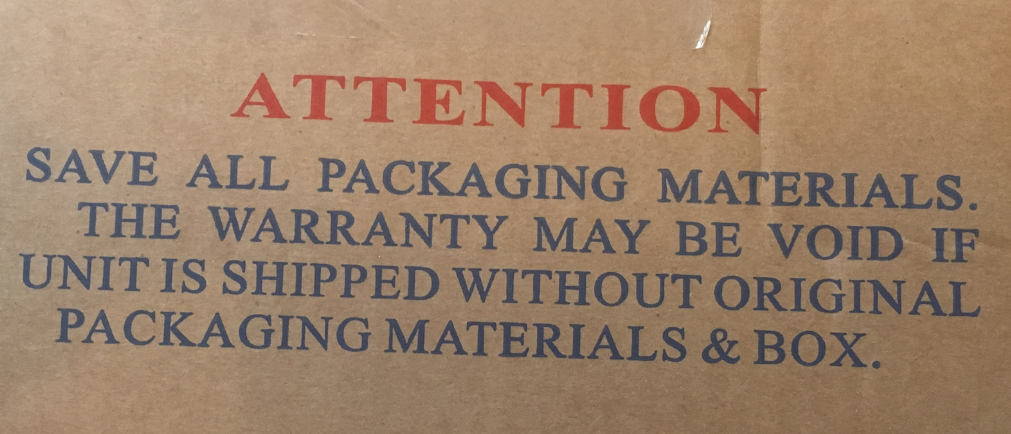 ATTENTION
SAVE ALL PACKAGING MATERIALS.
THE WARRANTY MAY BE VOID IF
UNIT IS SHIPPED WITHOUT ORIGINAL
PACKAGING MATERIALS & BOX.